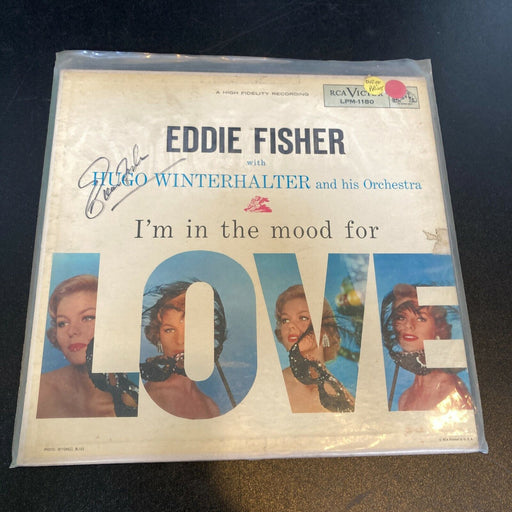 A HIGH FIDELITY RECORDING
RCA VICTOR
LPM-1180
EDDIE FISHER
with
HUGO WINTERHALTER and his Orchestra
I'm in the mood for
LOVE